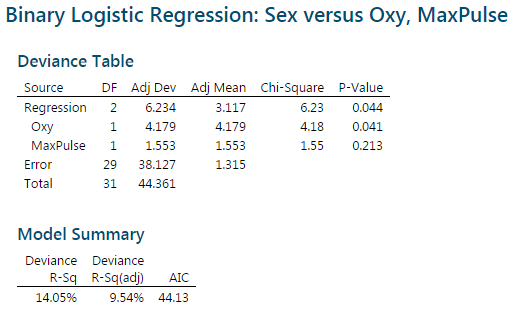 Binary Logistic Regression: Sex versus Oxy, MaxPulse
Deviance Table
Source DF Adj Dev Adj Mean Chi-Square P-Value
Regression 2 6.234 3.117 6.23 0.044
Oxy 1 4.179 4.179 4.18 0.041
MaxPulse 1 1.553 1.553 1.55 0.213
Error 29 38.127 1.315
Total 31 44.361
Model Summary
Deviance Deviance
R-Sq R-Sq(adj) AIC
14.05% 9.54% 44.13